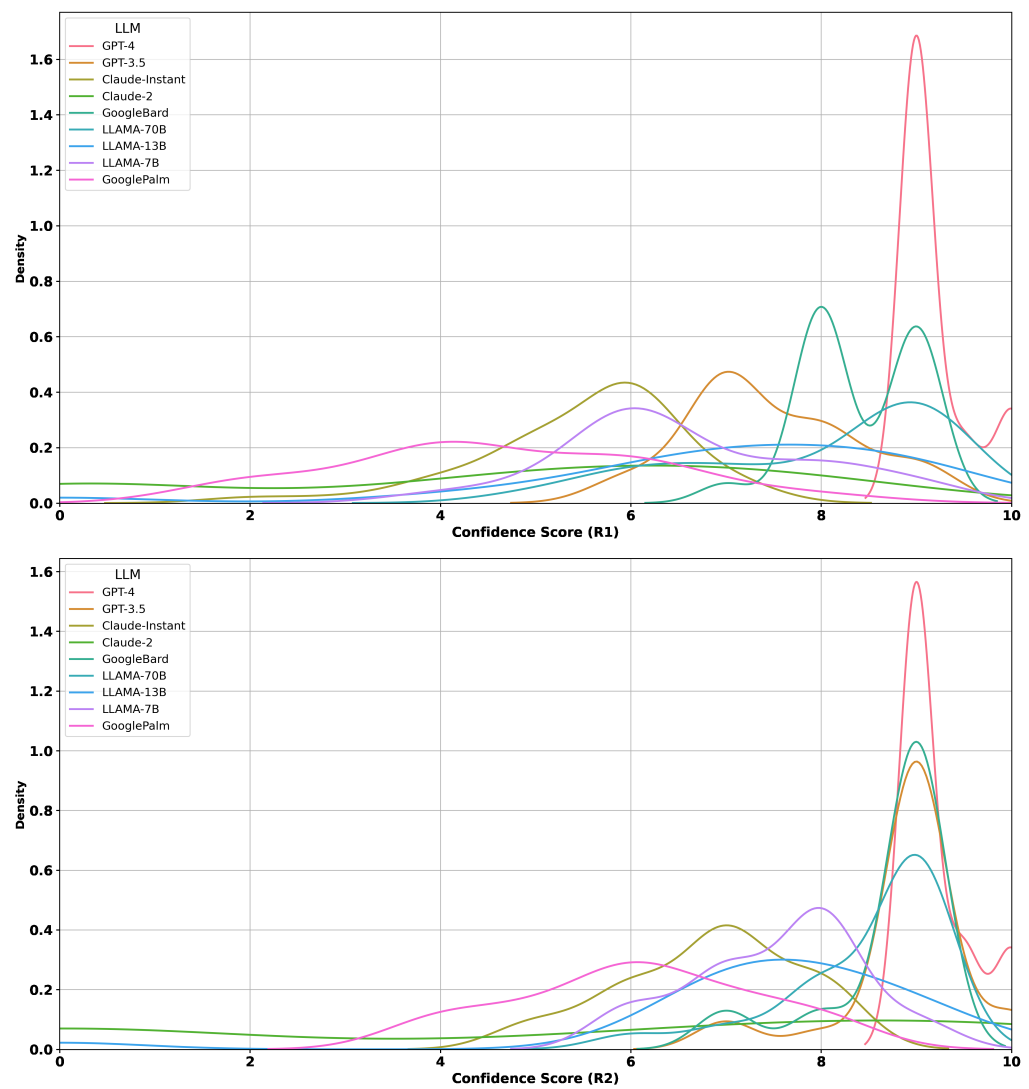 LLM
GPT-4
GPT-3.5
Claude-Instant
Claude-2
GoogleBard
LLAMA-70B
LLAMA-13B
LLAMA-7B
GooglePalm
1.6
1.4
1.2
1.0
0.8
0.6
0.4
0.2
0.0
Density
0 2 4 6 8 10
Confidence Score (R1)
LLM
GPT-4
GPT-3.5
Claude-Instant
Claude-2
GoogleBard
LLAMA-70B
LLAMA-13B
LLAMA-7B
GooglePalm
1.6
1.4
1.2
1.0
0.8
0.6
0.4
0.2
0.0
Density
0 2 4 6 8 10
Confidence Score (R2)